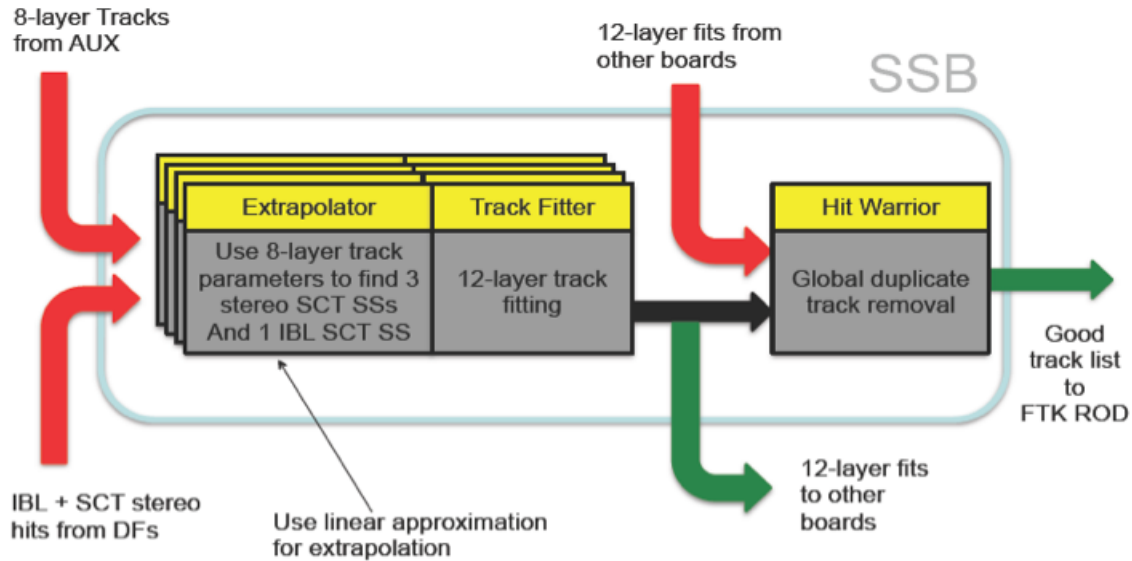 8-layer Tracks
from AUX
12-layer fits from
other boards
SSB
Extrapolator
Track Fitter
Hit Warrior
Use 8-layer track
parameters to find 3
stereo SCT SSs
And 1 IBL SCT SS
12-layer track
fitting
Global duplicate
track removal
Good
track list
to
FTK ROD
IBL + SCT stereo
hits from DFs
Use linear approximation
for extrapolation
12-layer fits
to other
boards